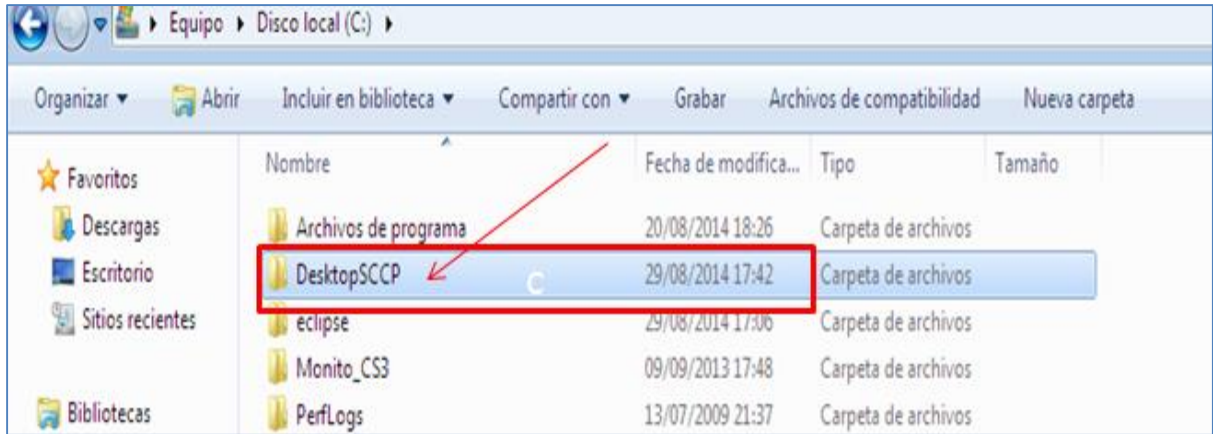 Equipo Disco local (C:)
Organizar Abrir Incluir en biblioteca Compartir con Grabar Archivos de compatibilidad Nueva carpeta
Favoritos
Descargas
Escritorio
Sitios recientes
Bibliotecas
Nombre Fecha de modifica... Tipo Tamaño
Archivos de programa 20/08/2014 18:26 Carpeta de archivos
DesktopSCCP C 29/08/2014 17:42 Carpeta de archivos
eclipse 29/08/2014 17:06 Carpeta de archivos
Monito_CS3 09/09/2013 17:48 Carpeta de archivos
PerfLogs 13/07/2009 21:37 Carpeta de archivos